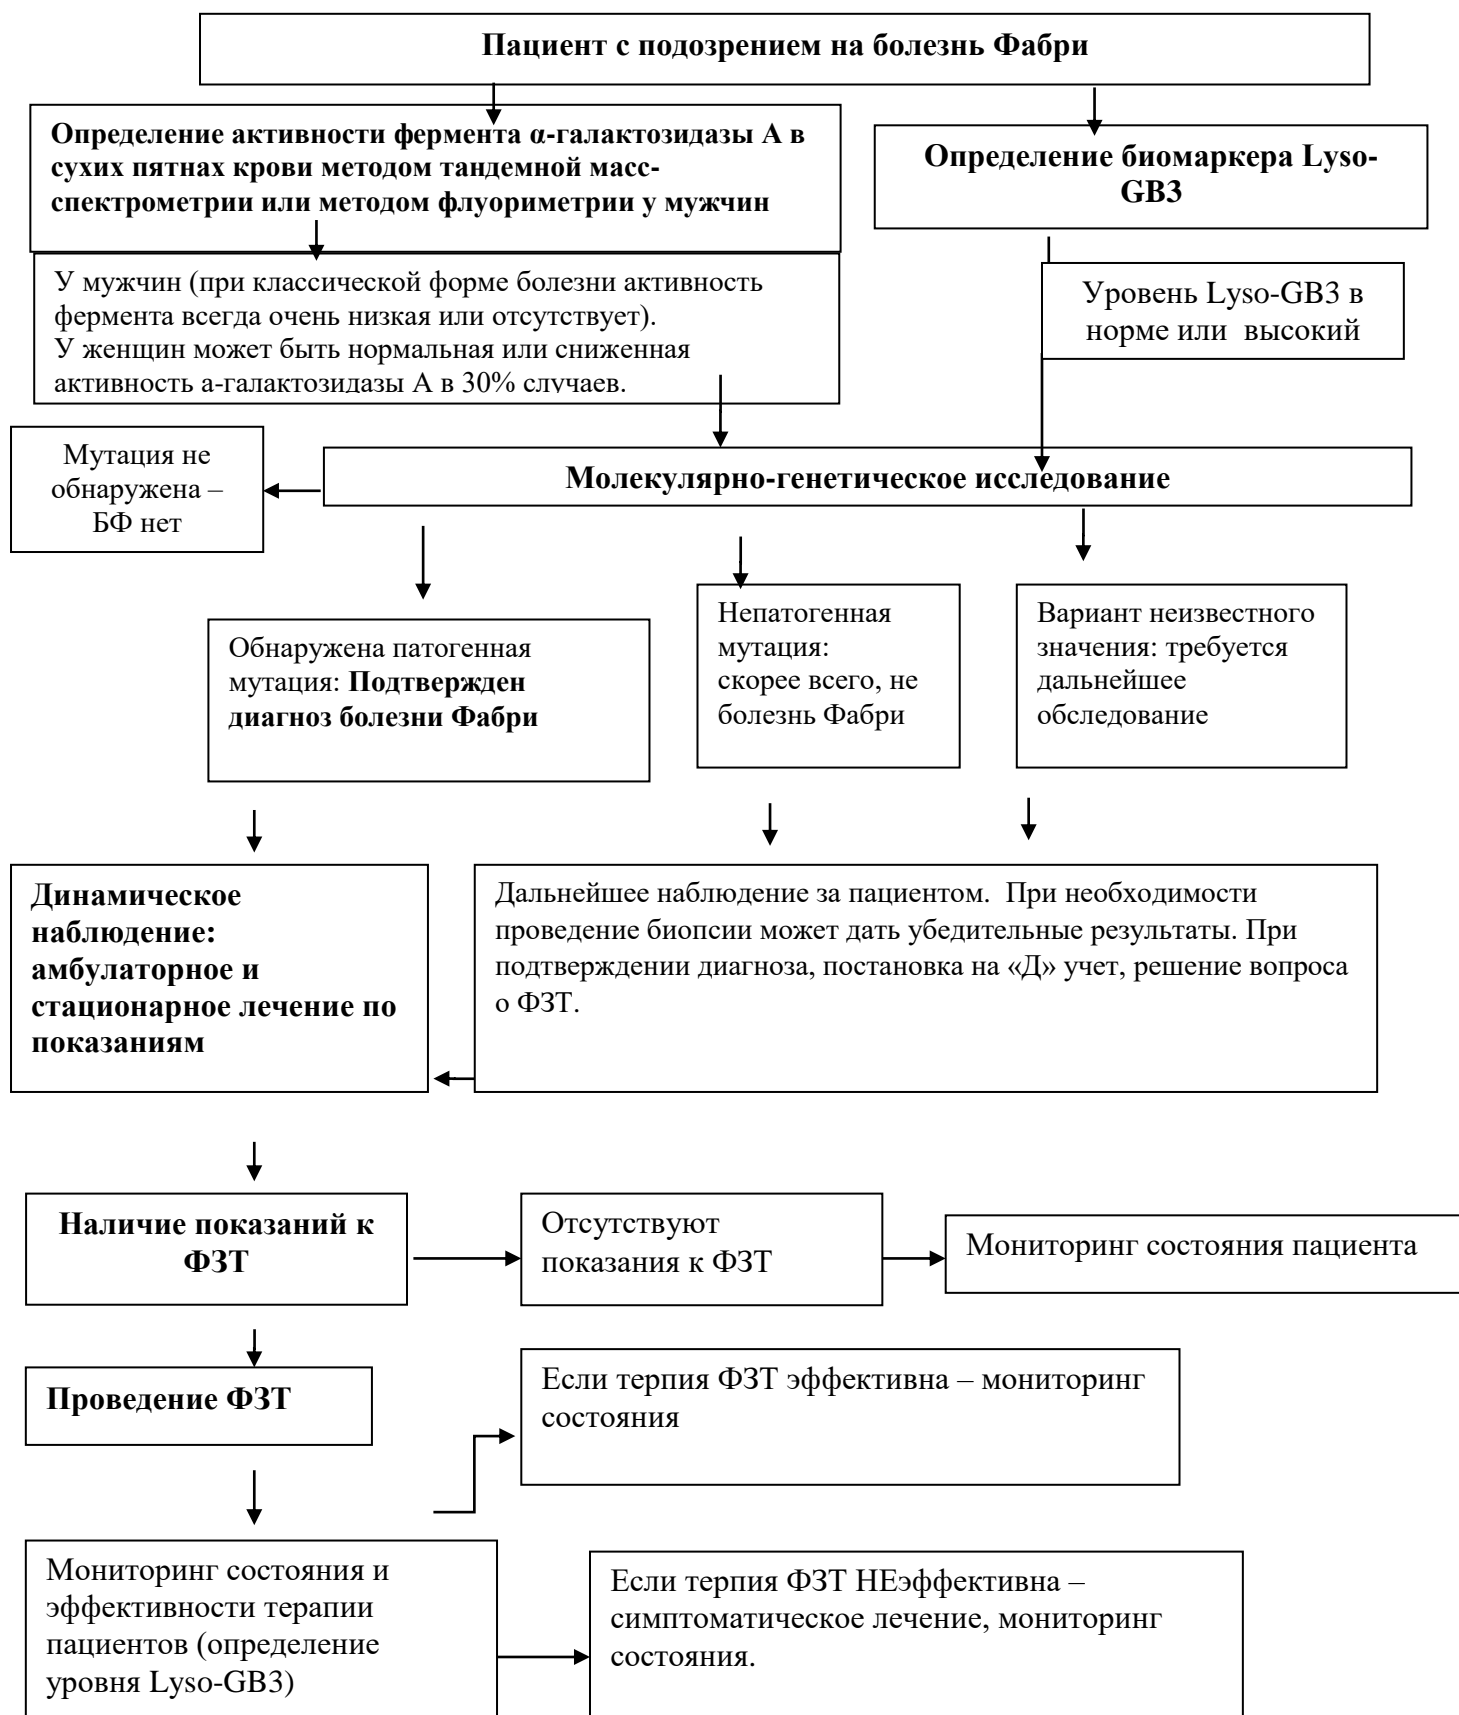 Пациент с подозрением на болезнь Фабри
Определение активности фермента α-галактозидазы А в
сухих пятнах крови методом тандемной масс-
спектрометрии или методом флуориметрии у мужчин
Определение биомаркера Lyso-
GB3
У мужчин (при классической форме болезни активность
фермента всегда очень низкая или отсутствует).
У женщин может быть нормальная или сниженная
активность а-галактозидазы А в 30% случаев.
Уровень Lyso-GB3 в
норме или высокий
Мутация не
обнаружена –
БФ нет
Молекулярно-генетическое исследование
Обнаружена патогенная
мутация: Подтвержден
диагноз болезни Фабри
Непатогенная
мутация:
скорее всего, не
болезнь Фабри
Вариант неизвестного
значения: требуется
дальнейшее
обследование
Динамическое
наблюдение:
амбулаторное и
стационарное лечение по
показаниям
Дальнейшее наблюдение за пациентом. При необходимости
проведение биопсии может дать убедительные результаты. При
подтверждении диагноза, постановка на «Д» учет, решение вопроса
о ФЗТ.
Наличие показаний к
ФЗТ
Отсутствуют
показания к ФЗТ
Мониторинг состояния пациента
Проведение ФЗТ
Если терпия ФЗТ эффективна – мониторинг
состояния
Мониторинг состояния и
эффективности терапии
пациентов (определение
уровня Lyso-GB3)
Если терпия ФЗТ НЕэффективна –
симптоматическое лечение, мониторинг
состояния.